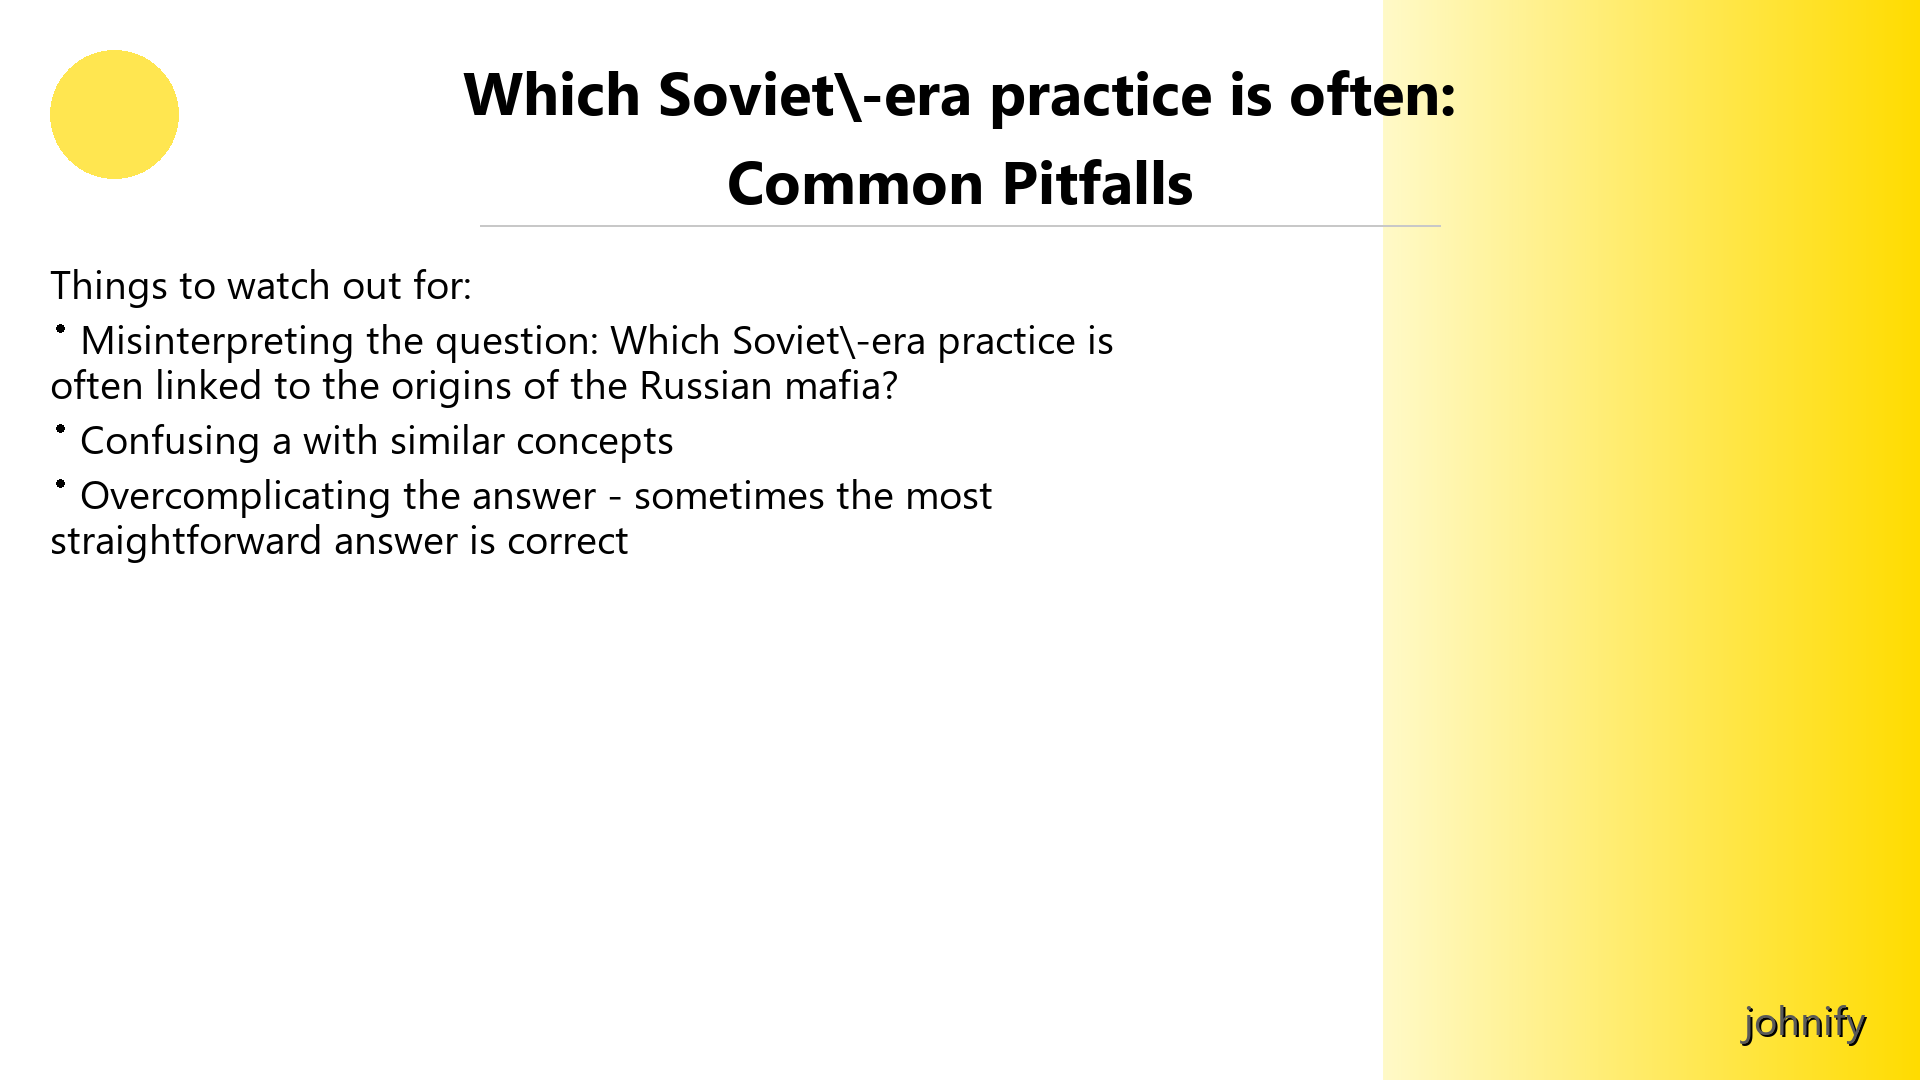 Which Soviet\-era practice is often:
Common Pitfalls
Things to watch out for:
• Misinterpreting the question: Which Soviet\-era practice is
often linked to the origins of the Russian mafia?
• Confusing a with similar concepts
• Overcomplicating the answer - sometimes the most
straightforward answer is correct
johnify